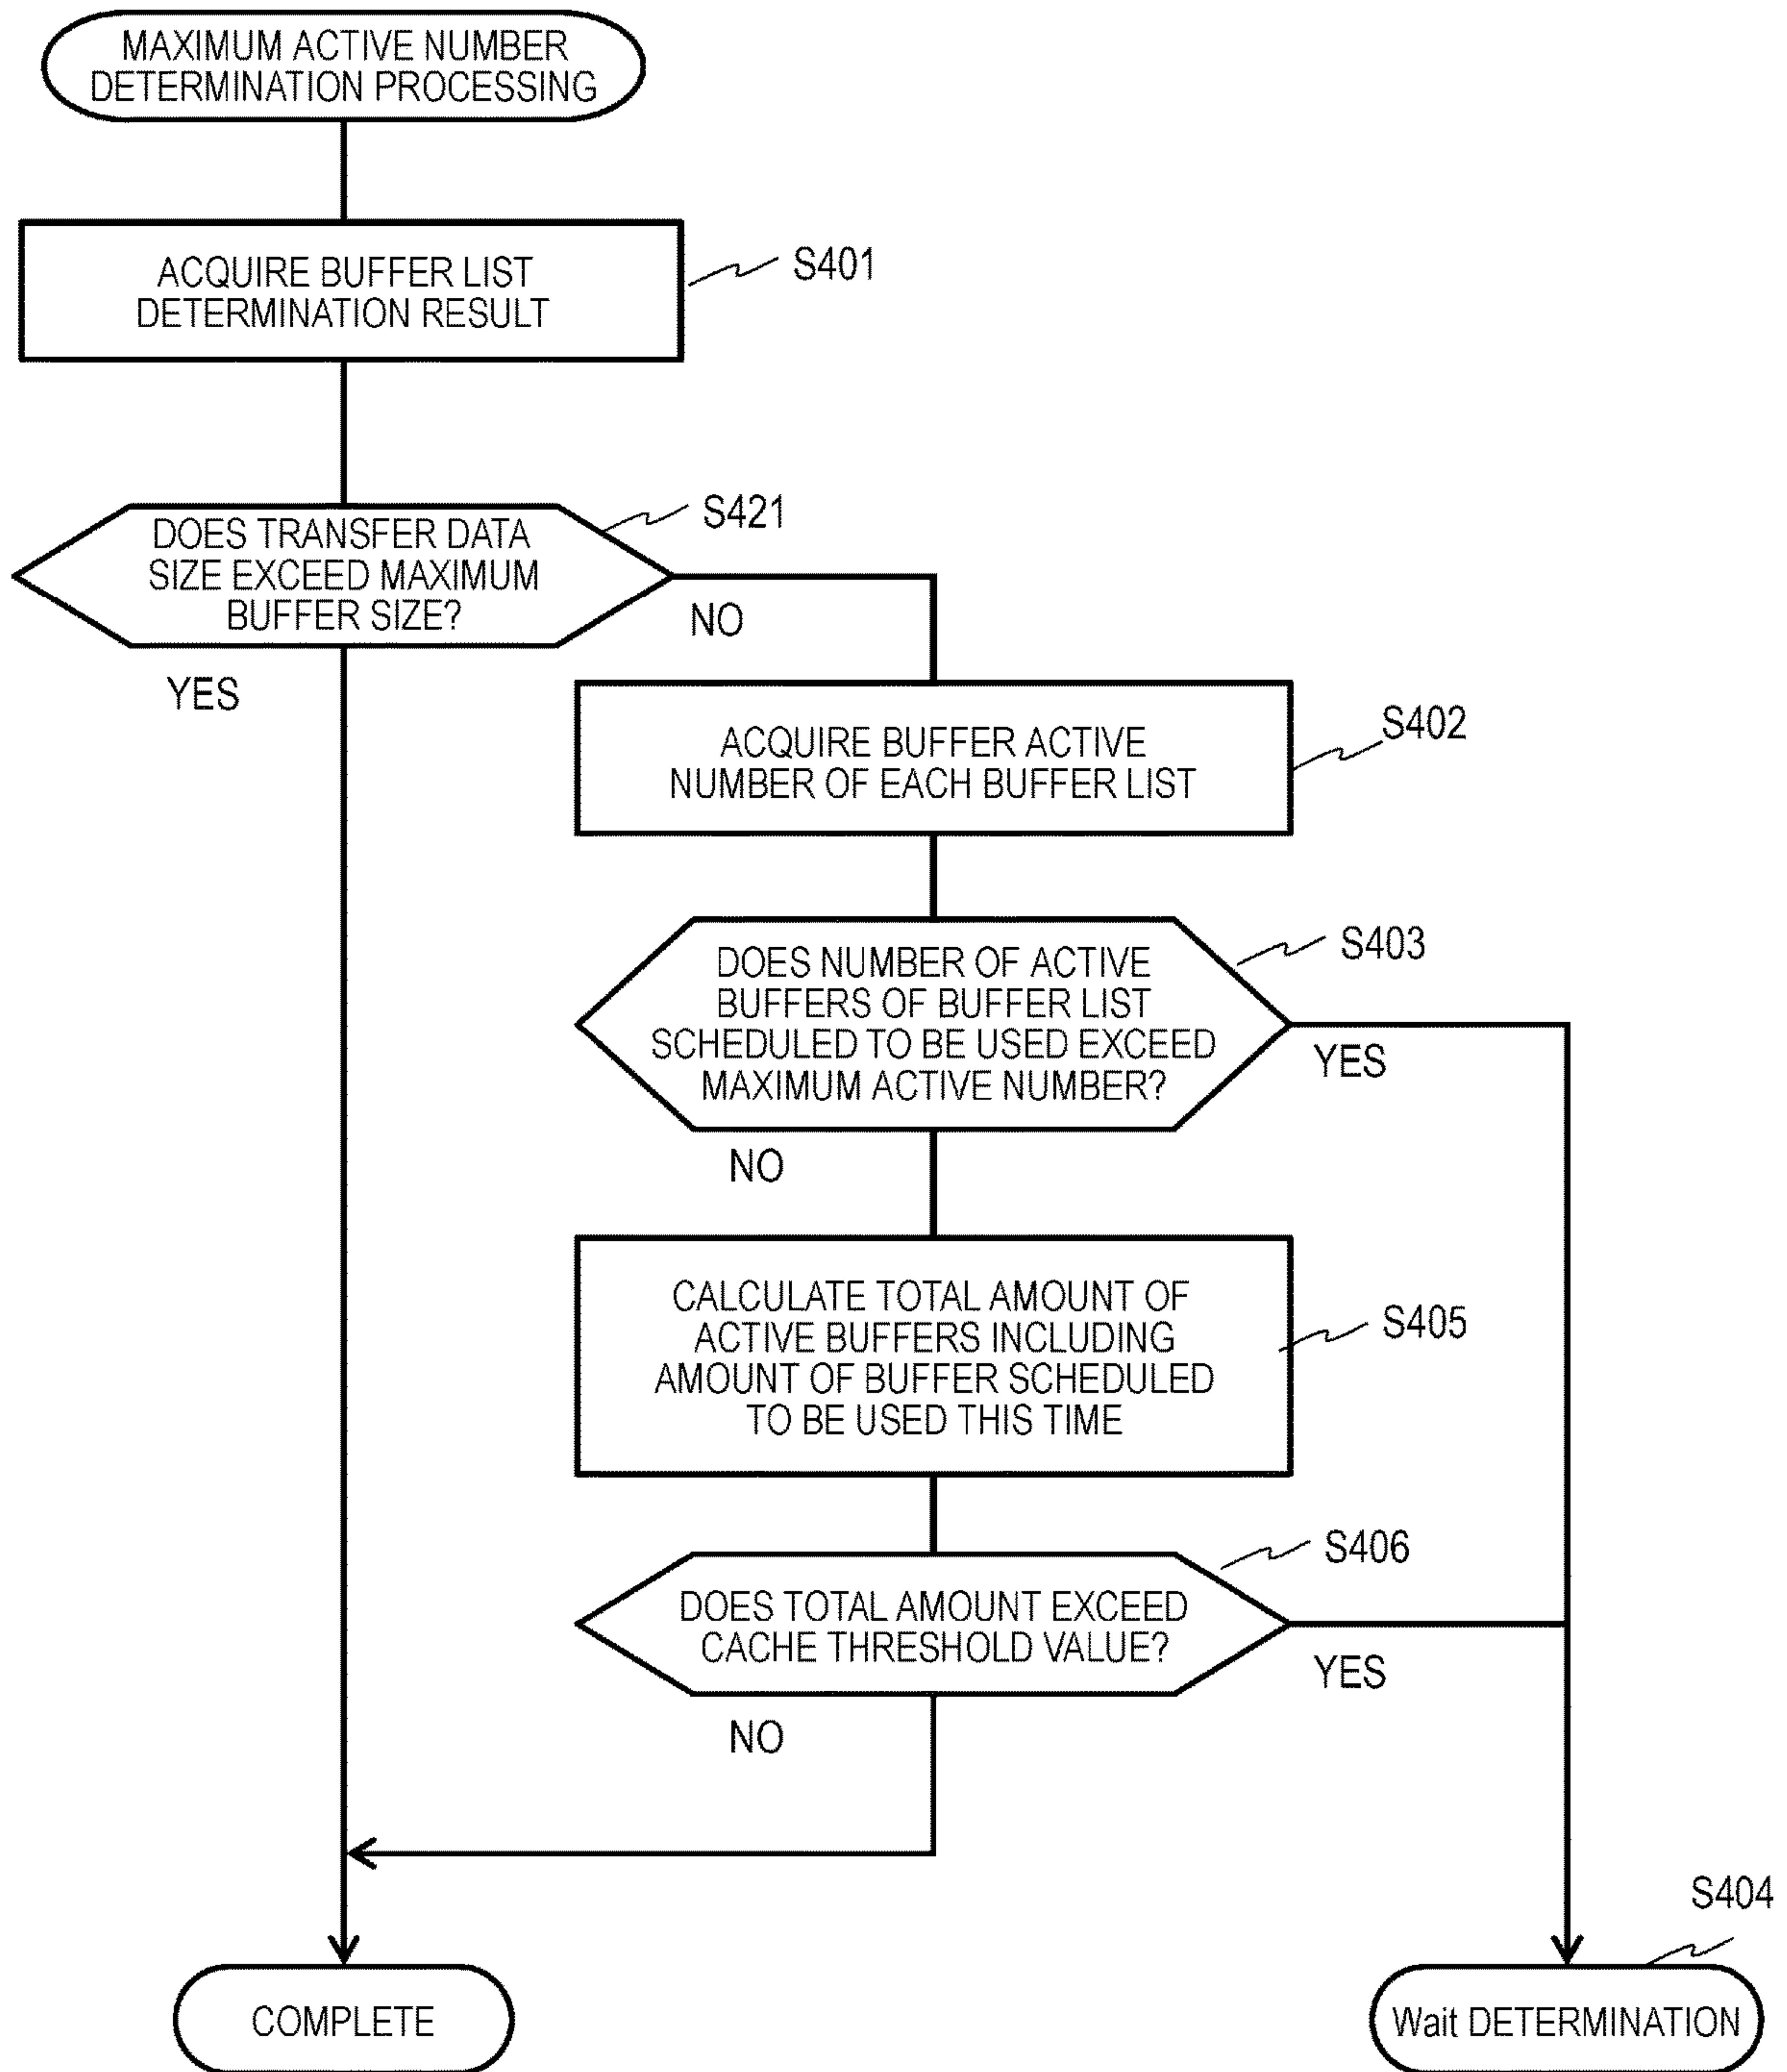 MAXIMUM ACTIVE NUMBER
DETERMINATION PROCESSING
ACQUIRE BUFFER LIST
DETERMINATION RESULT
S401
DOES TRANSFER DATA
SIZE EXCEED MAXIMUM
BUFFER SIZE?
S421
NO
YES
ACQUIRE BUFFER ACTIVE
NUMBER OF EACH BUFFER LIST
S402
DOES NUMBER OF ACTIVE
BUFFERS OF BUFFER LIST
SCHEDULED TO BE USED EXCEED
MAXIMUM ACTIVE NUMBER?
S403
YES
NO
CALCULATE TOTAL AMOUNT OF
ACTIVE BUFFERS INCLUDING
AMOUNT OF BUFFER SCHEDULED
TO BE USED THIS TIME
S405
DOES TOTAL AMOUNT EXCEED
CACHE THRESHOLD VALUE?
S406
YES
NO
S404
COMPLETE
Wait DETERMINATION